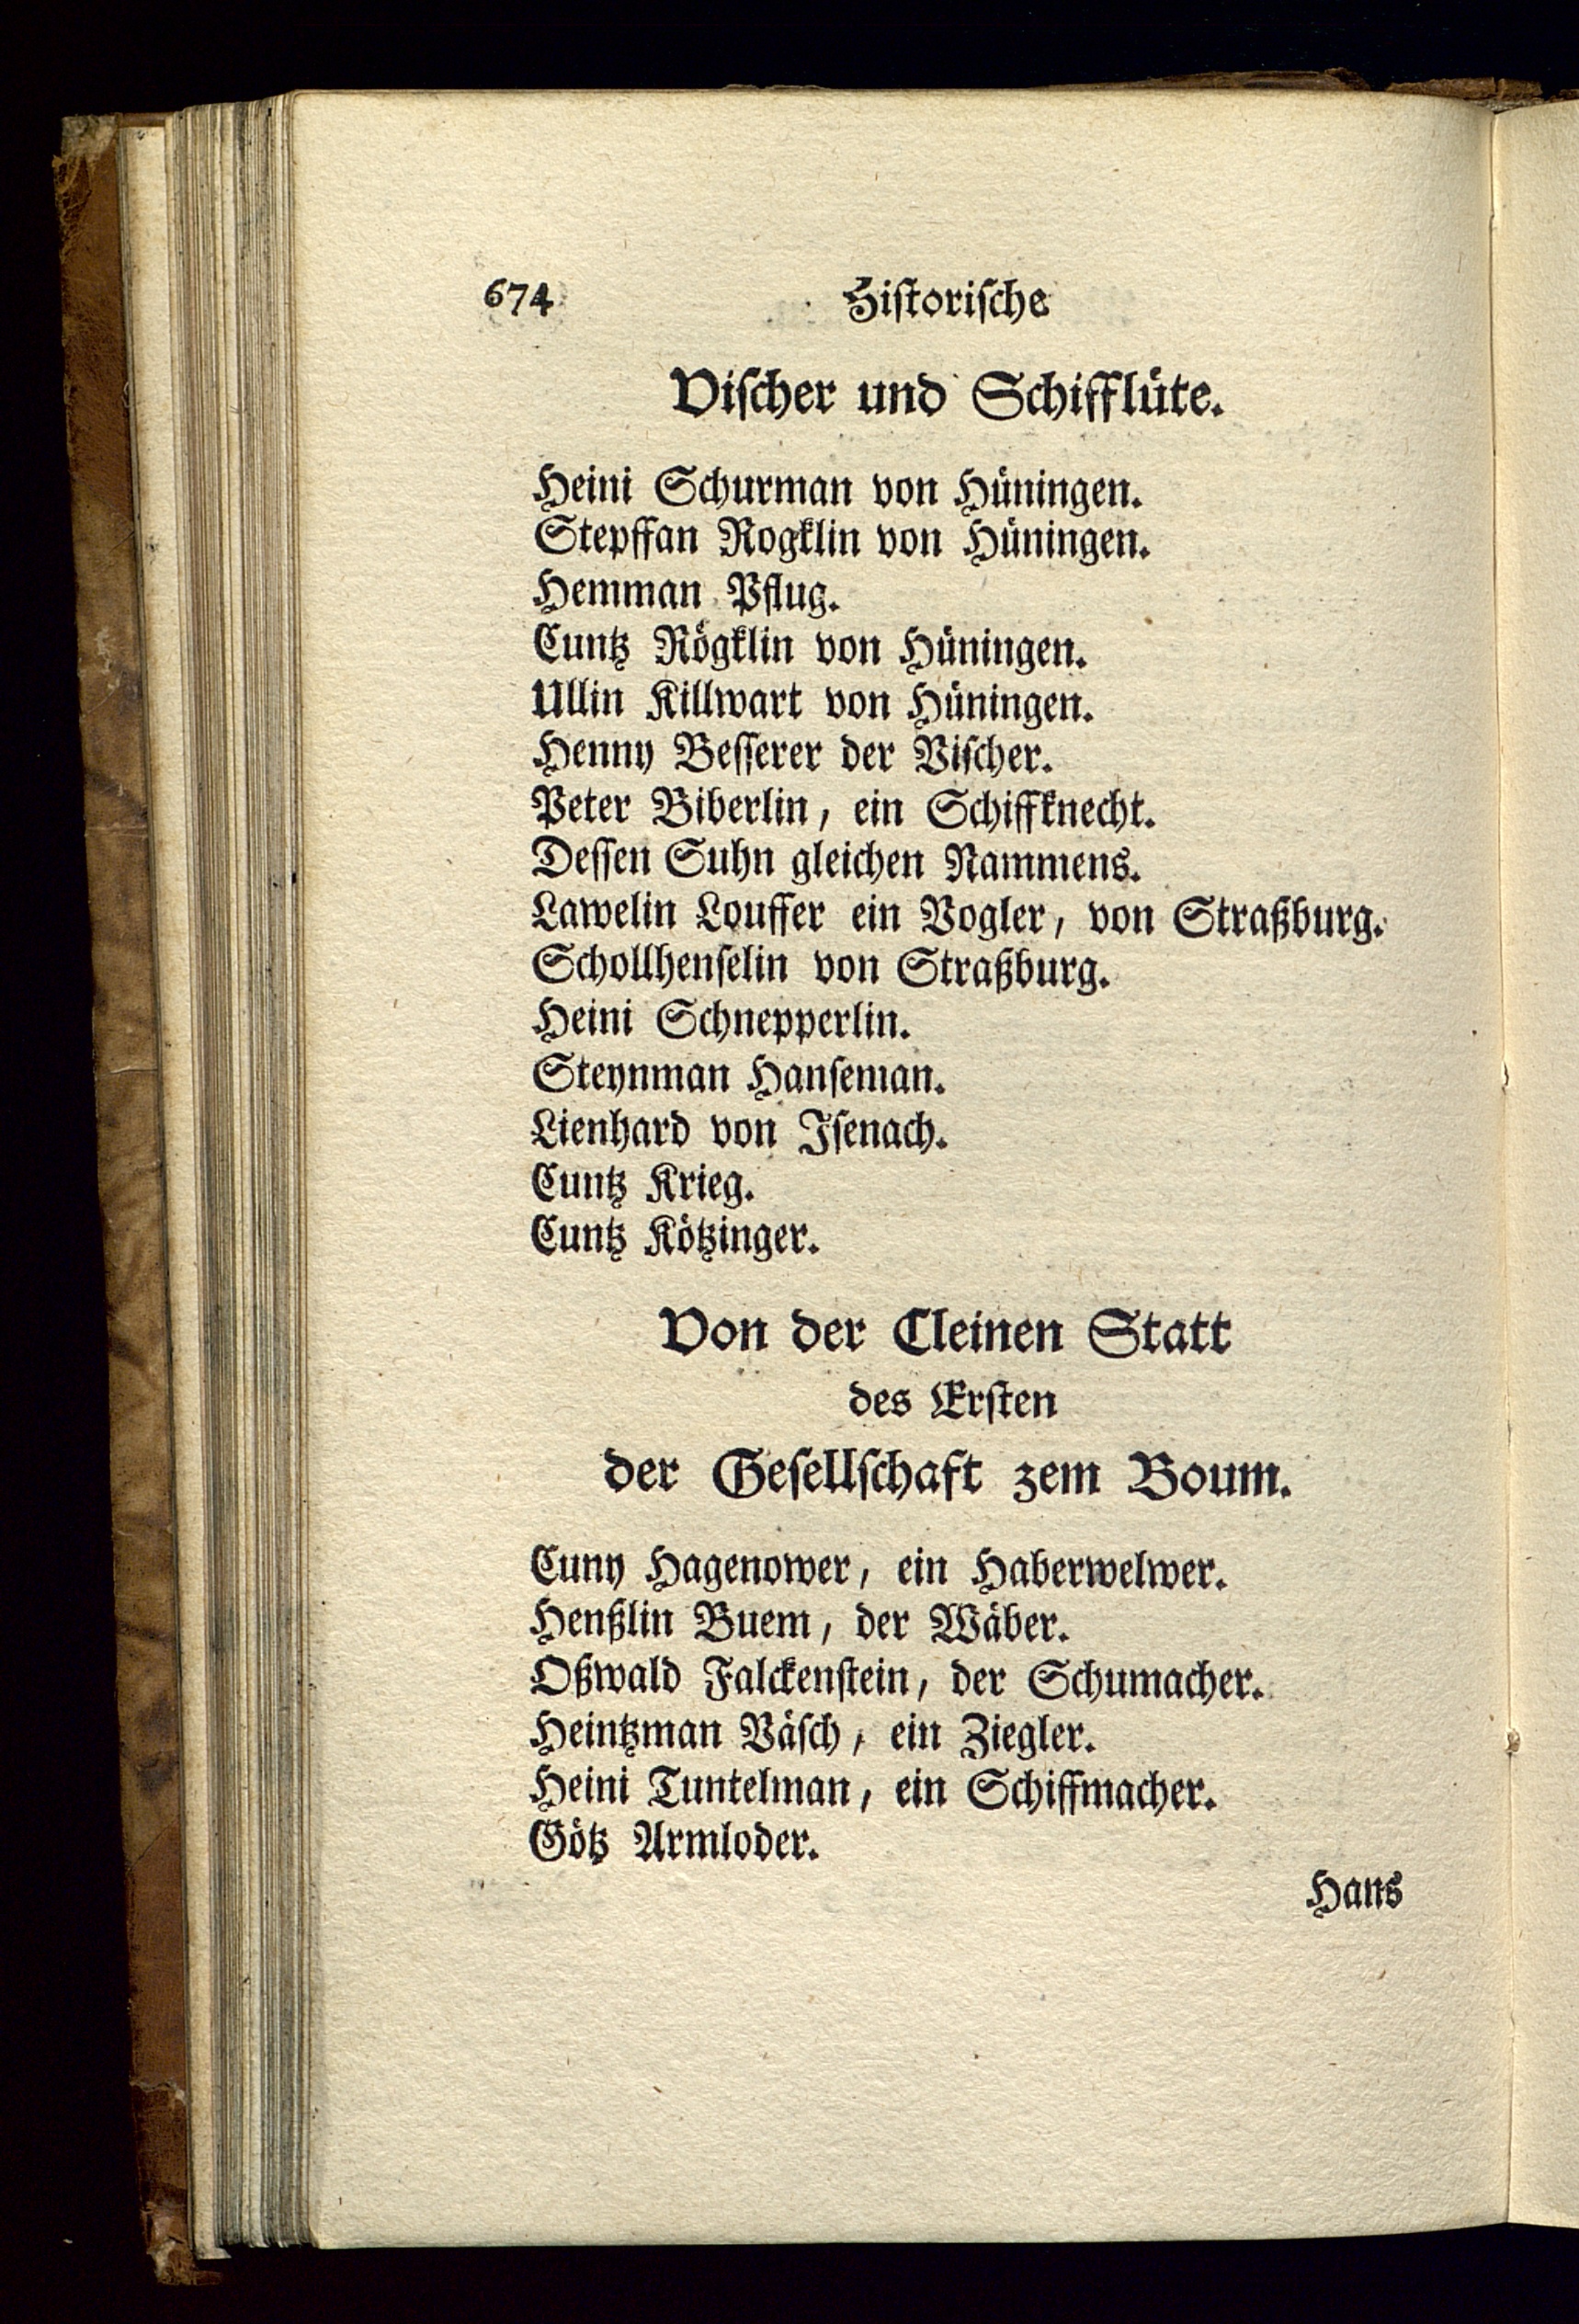 674 Historische
Vischer und Schifflüte.
Heini Schurman von Hüningen.
Stepffan Rogklin von Hüningen.
Hemman Pflug.
Cuntz Rögklin von Hüningen.
Ullin Killwart von Hüningen.
Henny Besserer der Vischer.
Peter Biberlin, ein Schiffknecht.
Dessen Suhn gleichen Nammens.
Lawelin Louffer ein Vogler, von Straßburg.
Schollhenselin von Straßburg.
Heini Schnepperlin.
Steynman Hanseman.
Lienhard von Isenach.
Cuntz Krieg.
Cuntz Kötzinger.
Von der Cleinen Statt
des Ersten
der Gesellschaft zem Boum.
Cuny Hagenower, ein Haberwelwer.
Henßlin Buem, der Wäber.
Oßwald Falckenstein, der Schumacher.
Heintzman Väsch, ein Ziegler.
Heini Tuntelman, ein Schiffmacher.
Götz Armloder.
Hans